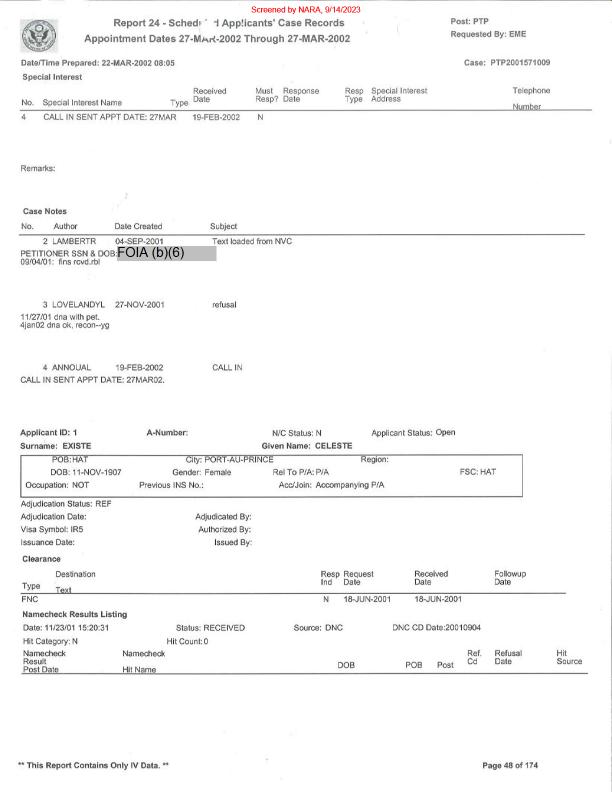 Screened by NARA, 9/14/2023
Report 24 - Applicants' Case Records
Post: PTP
Appointment Dates 27-MAR-2002 Through 27-MAR-2002
Requested By: EME
Date/Time Prepared: 22-MAR-2002 08:05
Case: PTP2001571009
Special Interest
No. Special Interest Name Type Received Date Must Resp? Response Date Resp Type Special Interest Address Telephone Number
4 CALL IN SENT APPT DATE: 27MAR 19-FEB-2002 N
Remarks:
Case Notes
No. Author Date Created Subject
2 LAMBERTR 04-SEP-2001 Text loaded from NVC
PETITIONER SSN & DOB: FOIA (b)(6)
09/04/01: fins rcvd.rbl
3 LOVELANDYL 27-NOV-2001 refusal
11/27/01 dna with pet.
4jan02 dna ok, recon--yg
4 ANNOUAL 19-FEB-2002 CALL IN
CALL IN SENT APPT DATE: 27MAR02.
Applicant ID: 1 A-Number: N/C Status: N Applicant Status: Open
Surname: EXISTE Given Name: CELESTE
POB: HAT City: PORT-AU-PRINCE Region:
DOB: 11-NOV-1907 Gender: Female Rel To P/A: P/A FSC: HAT
Occupation: NOT Previous INS No.: Acc/Join: Accompanying P/A
Adjudication Status: REF
Adjudication Date: Adjudicated By:
Visa Symbol: IR5 Authorized By:
Issuance Date: Issued By:
Clearance
Type Destination Text Resp Ind Request Date Received Date Followup Date
FNC N 18-JUN-2001 18-JUN-2001
Namecheck Results Listing
Date: 11/23/01 15:20:31 Status: RECEIVED Source: DNC DNC CD Date:20010904
Hit Category: N Hit Count:0
Namecheck Result Post Date Namecheck Hit Name DOB POB Post Ref. Cd Refusal Date Hit Source
** This Report Contains Only IV Data. **
Page 48 of 174